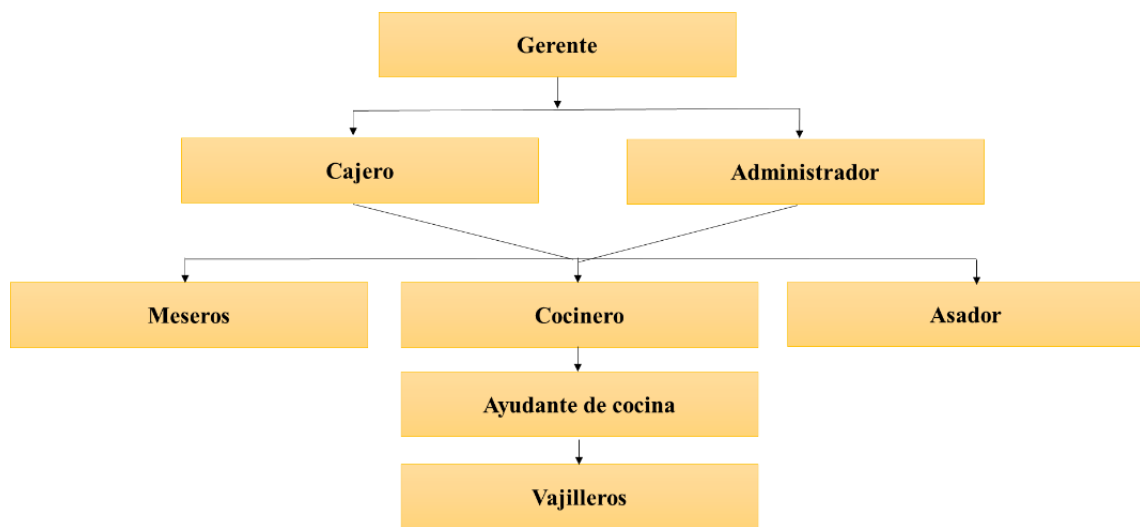 Gerente
Cajero
Administrador
Meseros
Cocinero
Asador
Ayudante de cocina
Vajilleros